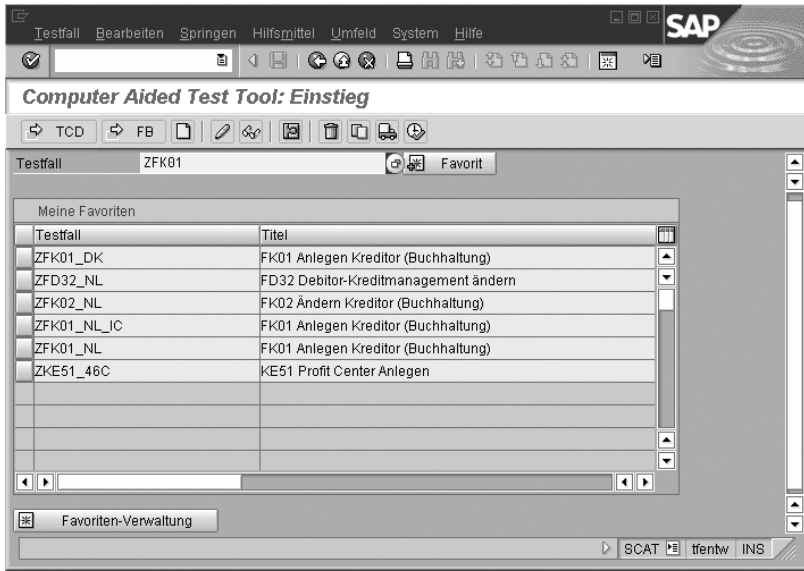 Testfall Bearbeiten Springen Hilfsmittel Umfeld System Hilfe
SAP
Computer Aided Test Tool: Einstieg
TCD FB
Testfall ZFK01 Favorit
Meine Favoriten
Testfall Titel
ZFK01_DK FK01 Anlegen Kreditor (Buchhaltung)
ZFD32_NL FD32 Debitor-Kreditmanagement ändern
ZFK02_NL FK02 Ändern Kreditor (Buchhaltung)
ZFK01_NL_IC FK01 Anlegen Kreditor (Buchhaltung)
ZFK01_NL FK01 Anlegen Kreditor (Buchhaltung)
ZKE51_46C KE51 Profit Center Anlegen
Favoriten-Verwaltung
SCAT tfentw INS